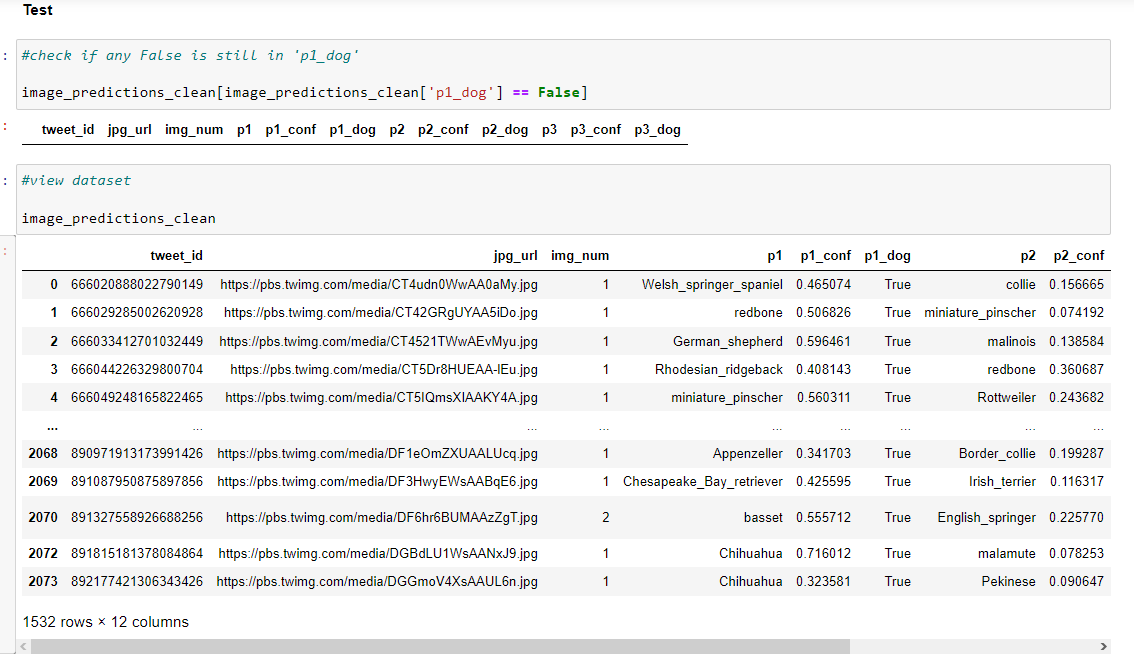 Test
: #check if any False is still in 'p1_dog'
image_predictions_clean[image_predictions_clean['p1_dog'] == False]
: tweet_id jpg_url img_num p1 p1_conf p1_dog p2 p2_conf p2_dog p3 p3_conf p3_dog
: #view dataset
image_predictions_clean
: tweet_id jpg_url img_num p1 p1_conf p1_dog p2 p2_conf
0 666020888022790149 https://pbs.twimg.com/media/CT4udn0WwAA0aMy.jpg 1 Welsh_springer_spaniel 0.465074 True collie 0.156665
1 666029285002620928 https://pbs.twimg.com/media/CT42GRgUYAA5iDo.jpg 1 redbone 0.506826 True miniature_pinscher 0.074192
2 666033412701032449 https://pbs.twimg.com/media/CT4521TWwAEvMyu.jpg 1 German_shepherd 0.596461 True malinois 0.138584
3 666044226329800704 https://pbs.twimg.com/media/CT5Dr8HUEAA-lEu.jpg 1 Rhodesian_ridgeback 0.408143 True redbone 0.360687
4 666049248165822465 https://pbs.twimg.com/media/CT5IQmsXIAAKY4A.jpg 1 miniature_pinscher 0.560311 True Rottweiler 0.243682
... ... ... ... ... ... ... ... ...
2068 890971913173991426 https://pbs.twimg.com/media/DF1eOmZXUAALUcq.jpg 1 Appenzeller 0.341703 True Border_collie 0.199287
2069 891087950875897856 https://pbs.twimg.com/media/DF3HwyEWsAABqE6.jpg 1 Chesapeake_Bay_retriever 0.425595 True Irish_terrier 0.116317
2070 891327558926688256 https://pbs.twimg.com/media/DF6hr6BUMAAzZgT.jpg 2 basset 0.555712 True English_springer 0.225770
2072 891815181378084864 https://pbs.twimg.com/media/DGBdLU1WsAANxJ9.jpg 1 Chihuahua 0.716012 True malamute 0.078253
2073 892177421306343426 https://pbs.twimg.com/media/DGGmoV4XsAAUL6n.jpg 1 Chihuahua 0.323581 True Pekinese 0.090647
1532 rows × 12 columns